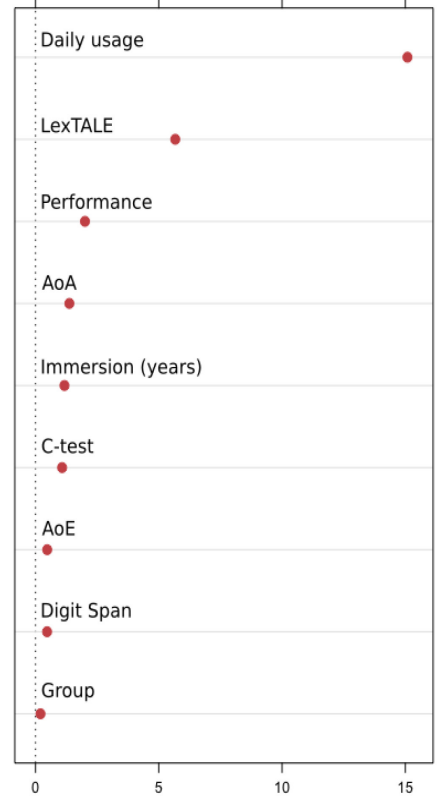 Daily usage
LexTALE
Performance
AoA
Immersion (years)
C-test
AoE
Digit Span
Group
0 5 10 15